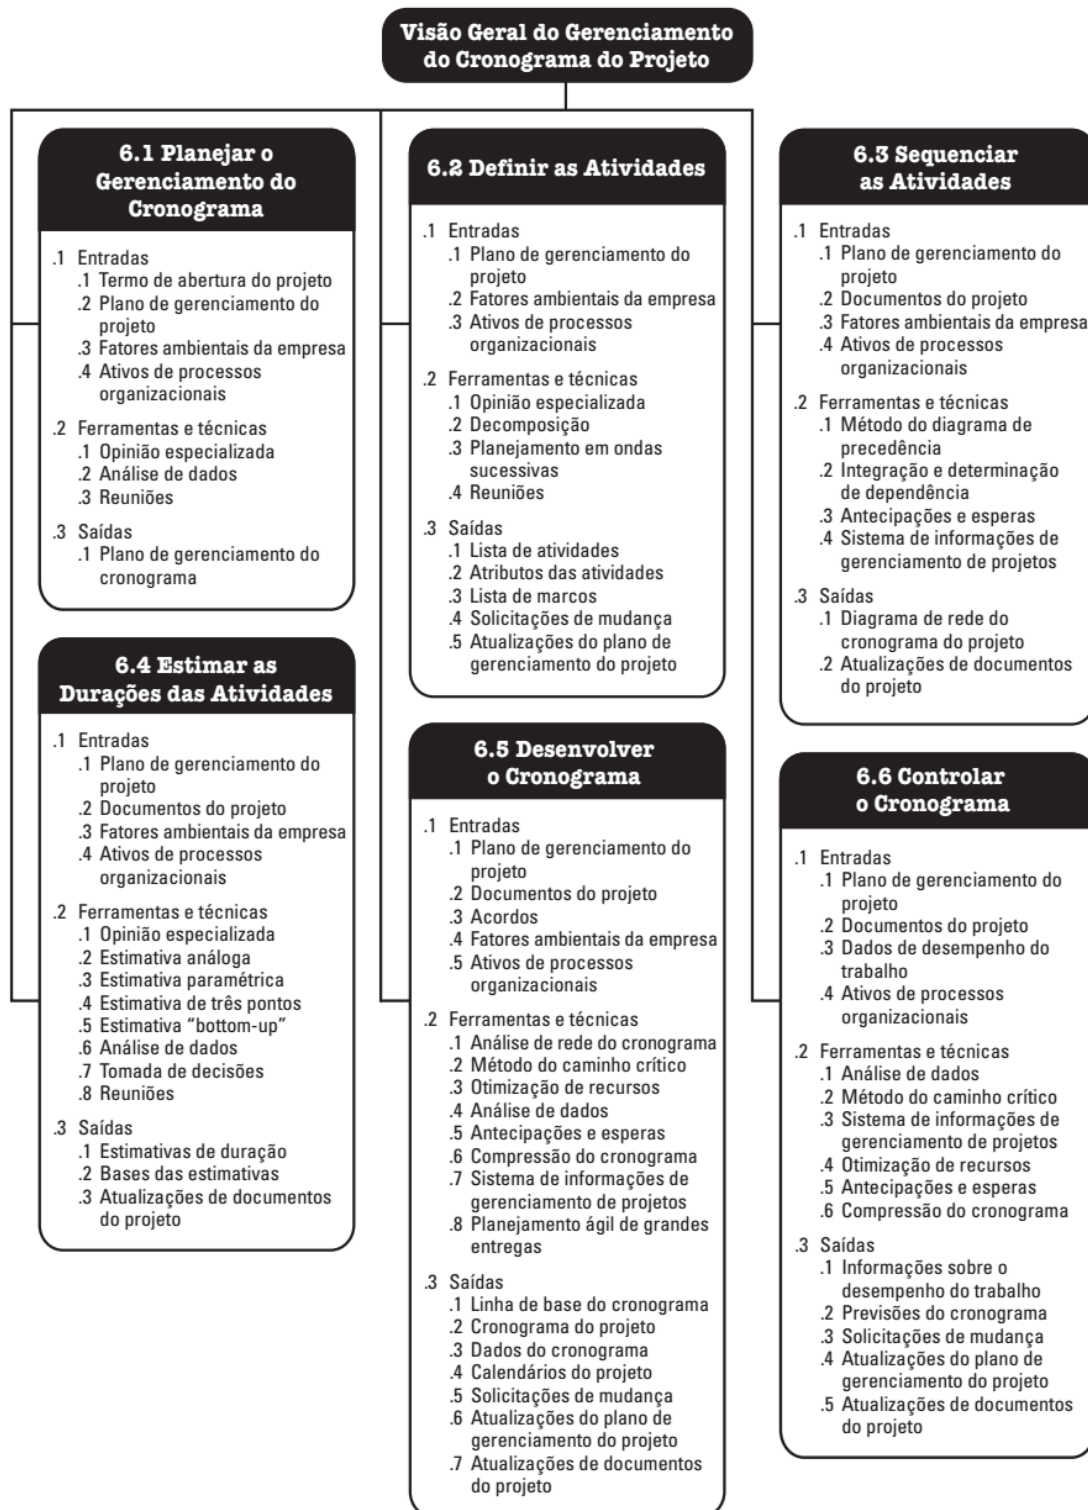 Visão Geral do Gerenciamento
do Cronograma do Projeto
6.1 Planejar o
Gerenciamento do
Cronograma
.1 Entradas
.1 Termo de abertura do projeto
.2 Plano de gerenciamento do
projeto
.3 Fatores ambientais da empresa
.4 Ativos de processos
organizacionais
.2 Ferramentas e técnicas
.1 Opinião especializada
.2 Análise de dados
.3 Reuniões
.3 Saídas
.1 Plano de gerenciamento do
cronograma
6.2 Definir as Atividades
.1 Entradas
.1 Plano de gerenciamento do
projeto
.2 Fatores ambientais da empresa
.3 Ativos de processos
organizacionais
.2 Ferramentas e técnicas
.1 Opinião especializada
.2 Decomposição
.3 Planejamento em ondas
sucessivas
.4 Reuniões
.3 Saídas
.1 Lista de atividades
.2 Atributos das atividades
.3 Lista de marcos
.4 Solicitações de mudança
.5 Atualizações do plano de
gerenciamento do projeto
6.3 Sequenciar
as Atividades
.1 Entradas
.1 Plano de gerenciamento do
projeto
.2 Documentos do projeto
.3 Fatores ambientais da empresa
.4 Ativos de processos
organizacionais
.2 Ferramentas e técnicas
.1 Método do diagrama de
precedência
.2 Integração e determinação
de dependência
.3 Antecipações e esperas
.4 Sistema de informações de
gerenciamento de projetos
.3 Saídas
.1 Diagrama de rede do
cronograma do projeto
.2 Atualizações de documentos
do projeto
6.4 Estimar as
Durações das Atividades
.1 Entradas
.1 Plano de gerenciamento do
projeto
.2 Documentos do projeto
.3 Fatores ambientais da empresa
.4 Ativos de processos
organizacionais
.2 Ferramentas e técnicas
.1 Opinião especializada
.2 Estimativa análoga
.3 Estimativa paramétrica
.4 Estimativa de três pontos
.5 Estimativa “bottom-up”
.6 Análise de dados
.7 Tomada de decisões
.8 Reuniões
.3 Saídas
.1 Estimativas de duração
.2 Bases das estimativas
.3 Atualizações de documentos
do projeto
6.5 Desenvolver
o Cronograma
.1 Entradas
.1 Plano de gerenciamento do
projeto
.2 Documentos do projeto
.3 Acordos
.4 Fatores ambientais da empresa
.5 Ativos de processos
organizacionais
.2 Ferramentas e técnicas
.1 Análise de rede do cronograma
.2 Método do caminho crítico
.3 Otimização de recursos
.4 Análise de dados
.5 Antecipações e esperas
.6 Compressão do cronograma
.7 Sistema de informações de
gerenciamento de projetos
.8 Planejamento ágil de grandes
entregas
.3 Saídas
.1 Linha de base do cronograma
.2 Cronograma do projeto
.3 Dados do cronograma
.4 Calendários do projeto
.5 Solicitações de mudança
.6 Atualizações do plano de
gerenciamento do projeto
.7 Atualizações de documentos
do projeto
6.6 Controlar
o Cronograma
.1 Entradas
.1 Plano de gerenciamento do
projeto
.2 Documentos do projeto
.3 Dados de desempenho do
trabalho
.4 Ativos de processos
organizacionais
.2 Ferramentas e técnicas
.1 Análise de dados
.2 Método do caminho crítico
.3 Sistema de informações de
gerenciamento de projetos
.4 Otimização de recursos
.5 Antecipações e esperas
.6 Compressão do cronograma
.3 Saídas
.1 Informações sobre o
desempenho do trabalho
.2 Previsões do cronograma
.3 Solicitações de mudança
.4 Atualizações do plano de
gerenciamento do projeto
.5 Atualizações de documentos
do projeto